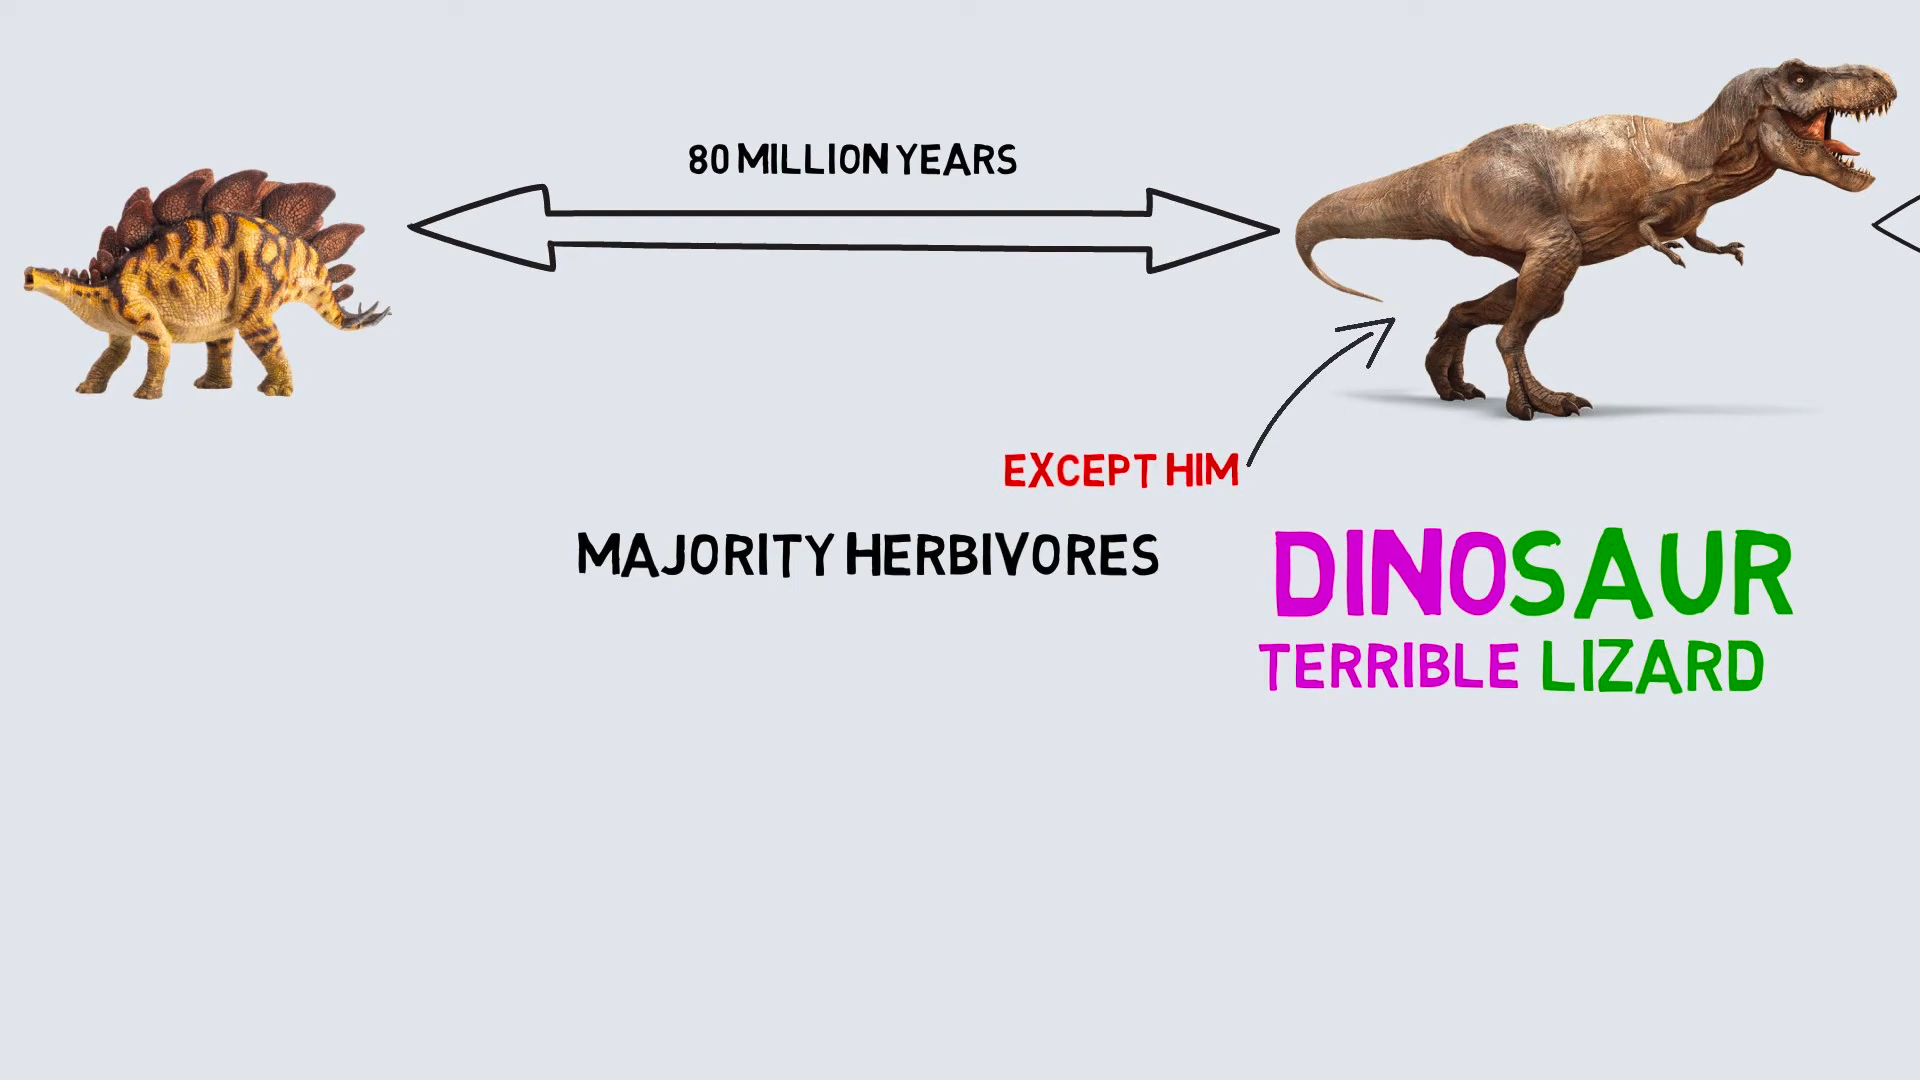 80 MILLION YEARS
EXCEPT HIM
MAJORITY HERBIVORES
DINOSAUR
TERRIBLE LIZARD